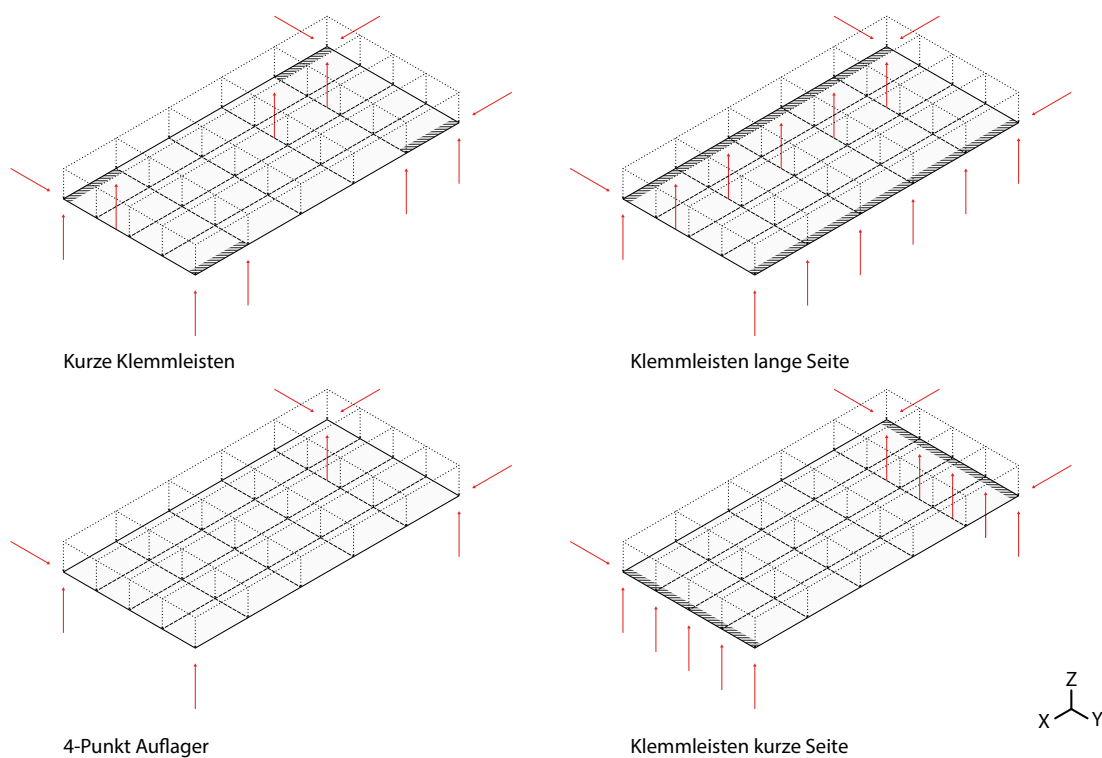 Kurze Klemmleisten
Klemmleisten lange Seite
4-Punkt Auflager
Klemmleisten kurze Seite
Z
X
Y